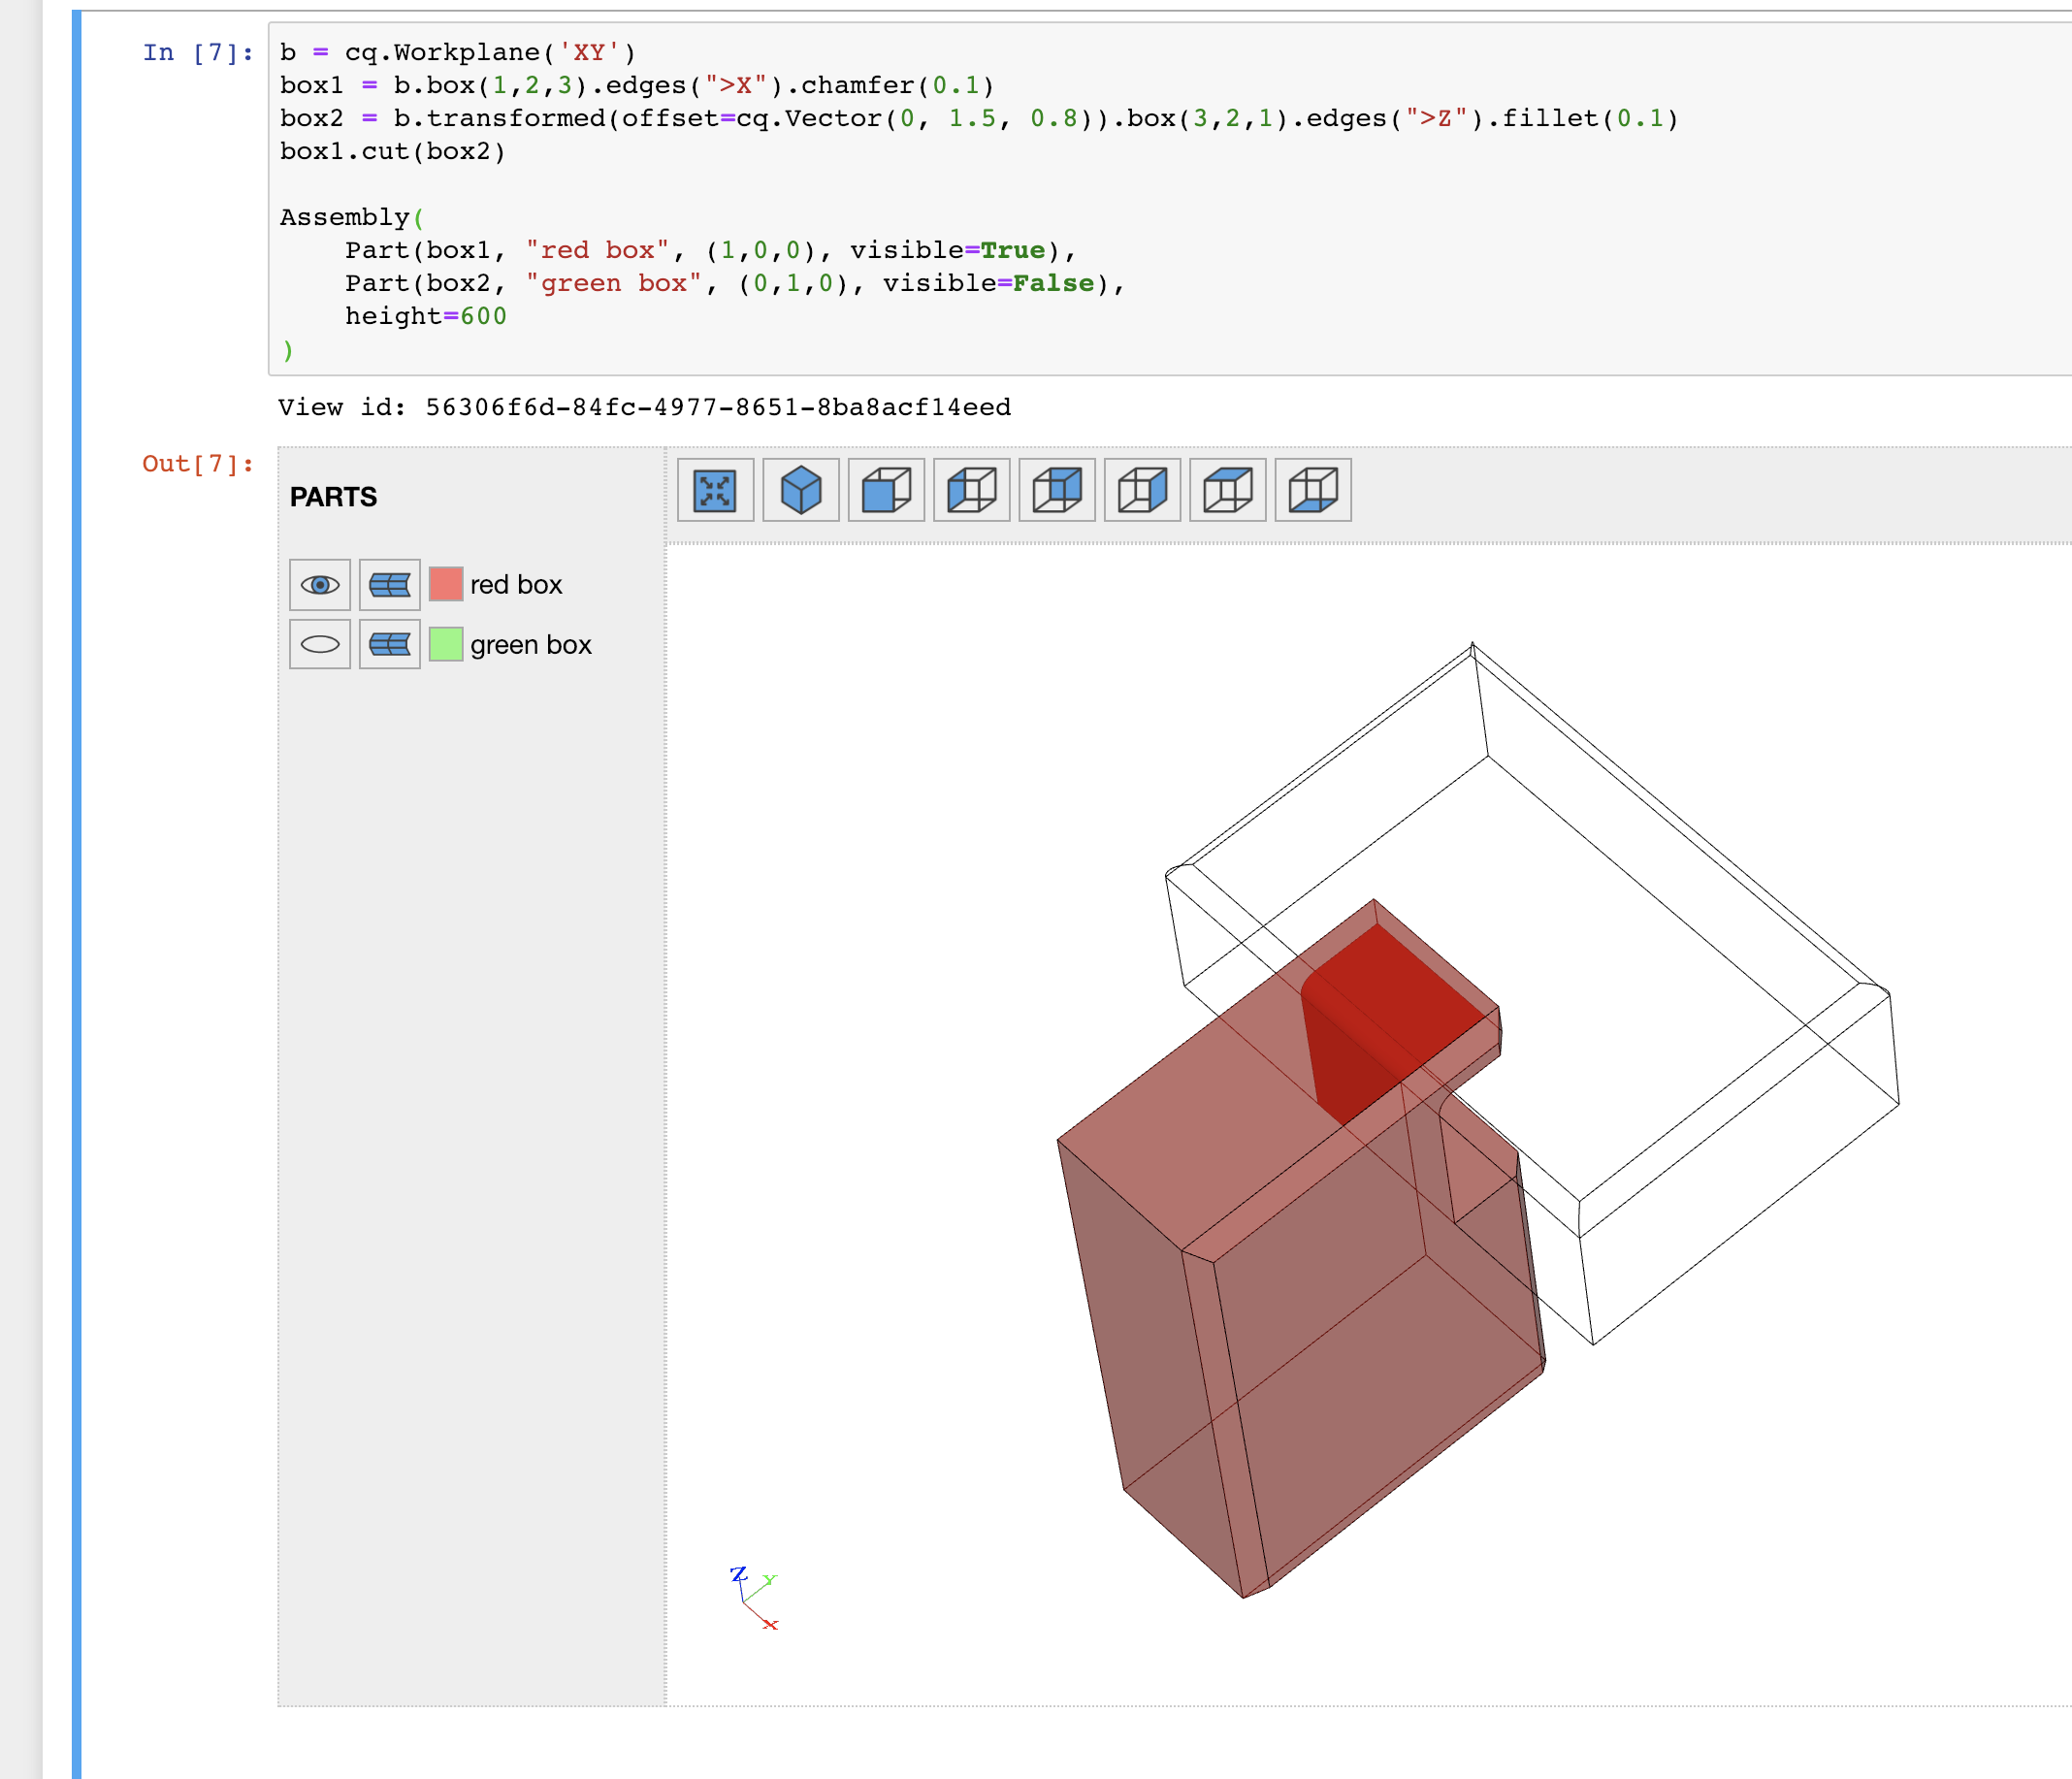 In [7]:
b = cq.Workplane('XY')
box1 = b.box(1,2,3).edges(">X").chamfer(0.1)
box2 = b.transformed(offset=cq.Vector(0, 1.5, 0.8)).box(3,2,1).edges(">Z").fillet(0.1)
box1.cut(box2)
Assembly(
    Part(box1, "red box", (1,0,0), visible=True),
    Part(box2, "green box", (0,1,0), visible=False),
    height=600
)
View id: 56306f6d-84fc-4977-8651-8ba8acf14eed
Out[7]:
PARTS
red box
green box
Z
Y
X